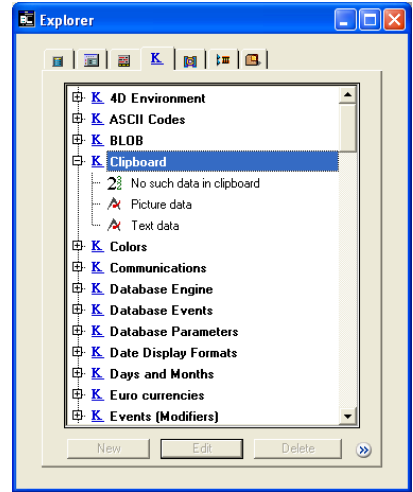 Explorer
K
K 4D Environment
K ASCII Codes
K BLOB
K Clipboard
No such data in clipboard
Picture data
Text data
K Colors
K Communications
K Database Engine
K Database Events
K Database Parameters
K Date Display Formats
K Days and Months
K Euro currencies
K Events (Modifiers)
New Edit Delete